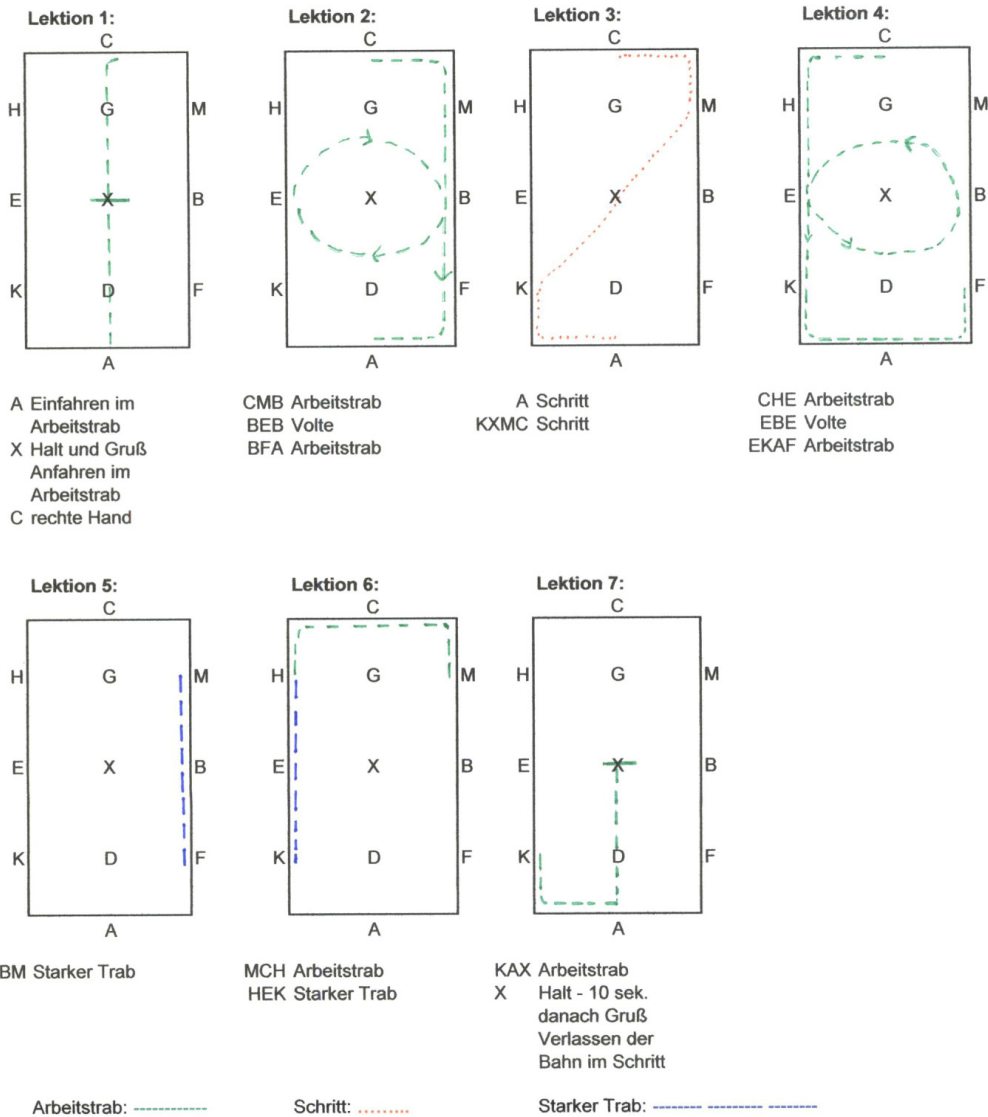 Lektion 1:
C
H G M
E X B
K D F
A
A Einfahren im
Arbeitstrab
X Halt und Gruß
Anfahren im
Arbeitstrab
C rechte Hand
Lektion 2:
C
G M
E X B
K D F
A
CMB Arbeitstrab
BEB Volte
BFA Arbeitstrab
Lektion 3:
C
H G M
E X B
K D F
A
A Schritt
KXMC Schritt
Lektion 4:
C
H G M
E X B
K D F
A
CHE Arbeitstrab
EBE Volte
EKAF Arbeitstrab
Lektion 5:
C
H G M
E X B
K D F
A
BM Starker Trab
Lektion 6:
C
H G M
E X B
K D F
A
MCH Arbeitstrab
HEK Starker Trab
Lektion 7:
C
H G M
E X B
K D F
A
KAX Arbeitstrab
X Halt - 10 sek.
danach Gruß
Verlassen der
Bahn im Schritt
Arbeitstrab: Schritt: Starker Trab: